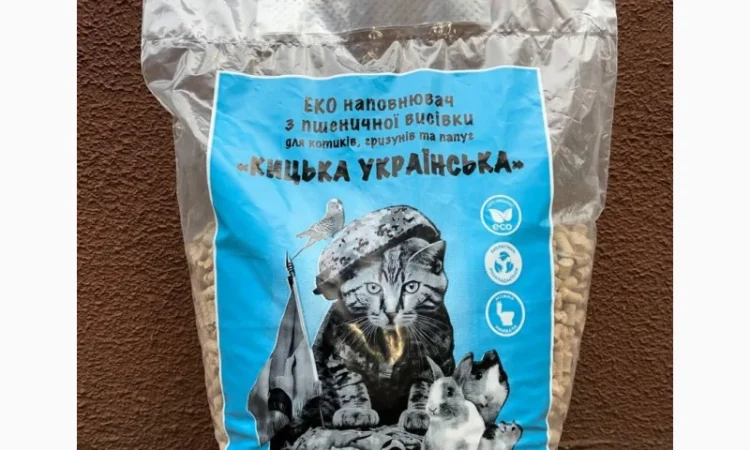 ЕКО наповнювач
з пшеничної висівки
для котиків, гризунів та папуг
«КИЦЬКА УКРАЇНСЬКА»
eco